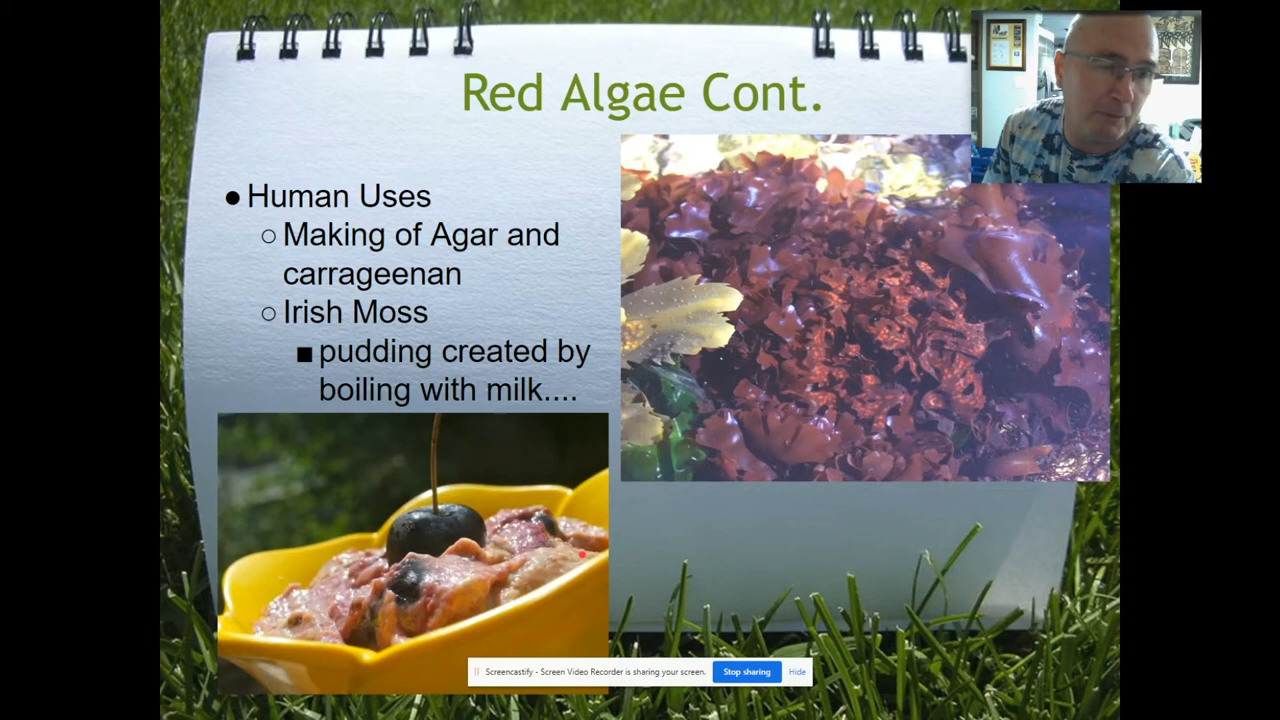 Red Algae Cont.
● Human Uses
○ Making of Agar and
carrageenan
○ Irish Moss
■ pudding created by
boiling with milk....
Screencastify - Screen Video Recorder is sharing your screen. Stop sharing Hide